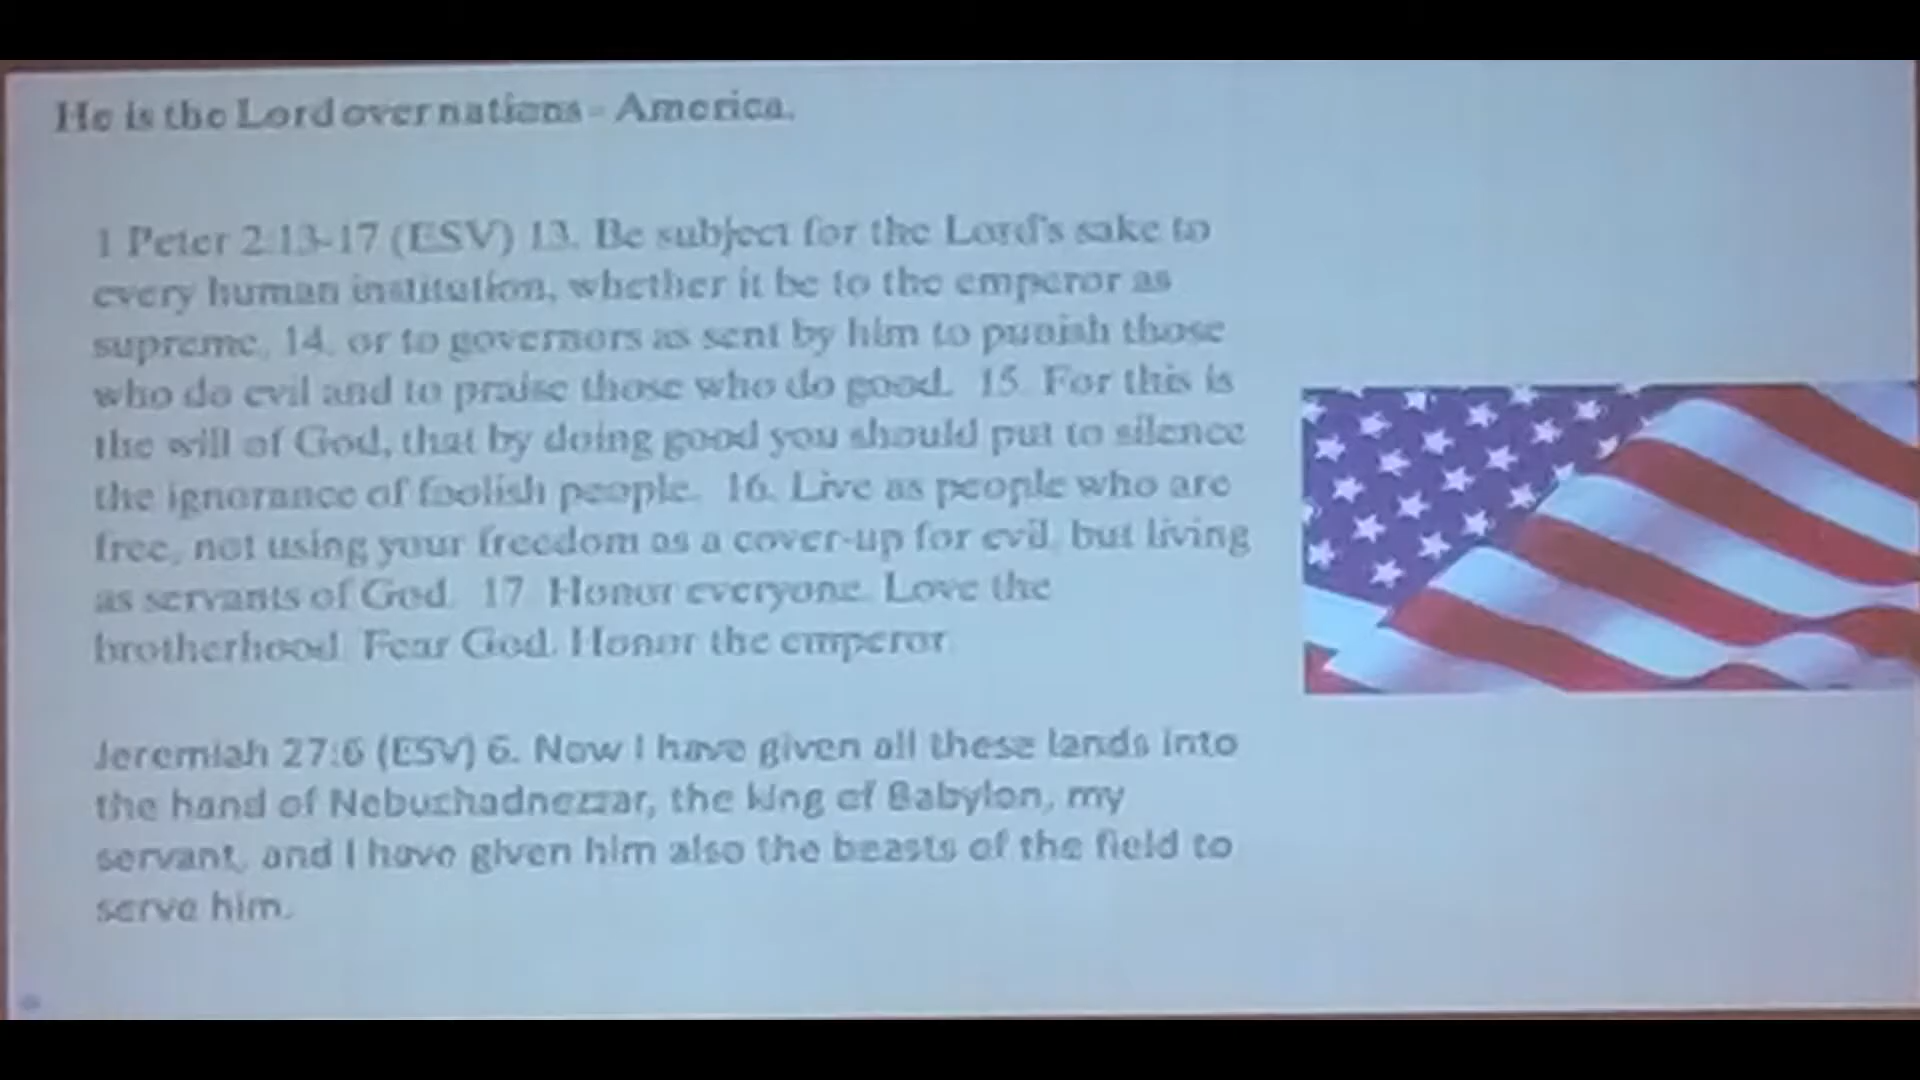 He is the Lord over nations - America.
1 Peter 2:13-17 (ESV) 13. Be subject for the Lord's sake to
every human institution, whether it be to the emperor as
supreme, 14. or to governors as sent by him to punish those
who do evil and to praise those who do good. 15. For this is
the will of God, that by doing good you should put to silence
the ignorance of foolish people. 16. Live as people who are
free, not using your freedom as a cover-up for evil, but living
as servants of God. 17. Honor everyone. Love the
brotherhood. Fear God. Honor the emperor.
Jeremiah 27:6 (ESV) 6. Now I have given all these lands into
the hand of Nebuchadnezzar, the king of Babylon, my
servant, and I have given him also the beasts of the field to
serve him.